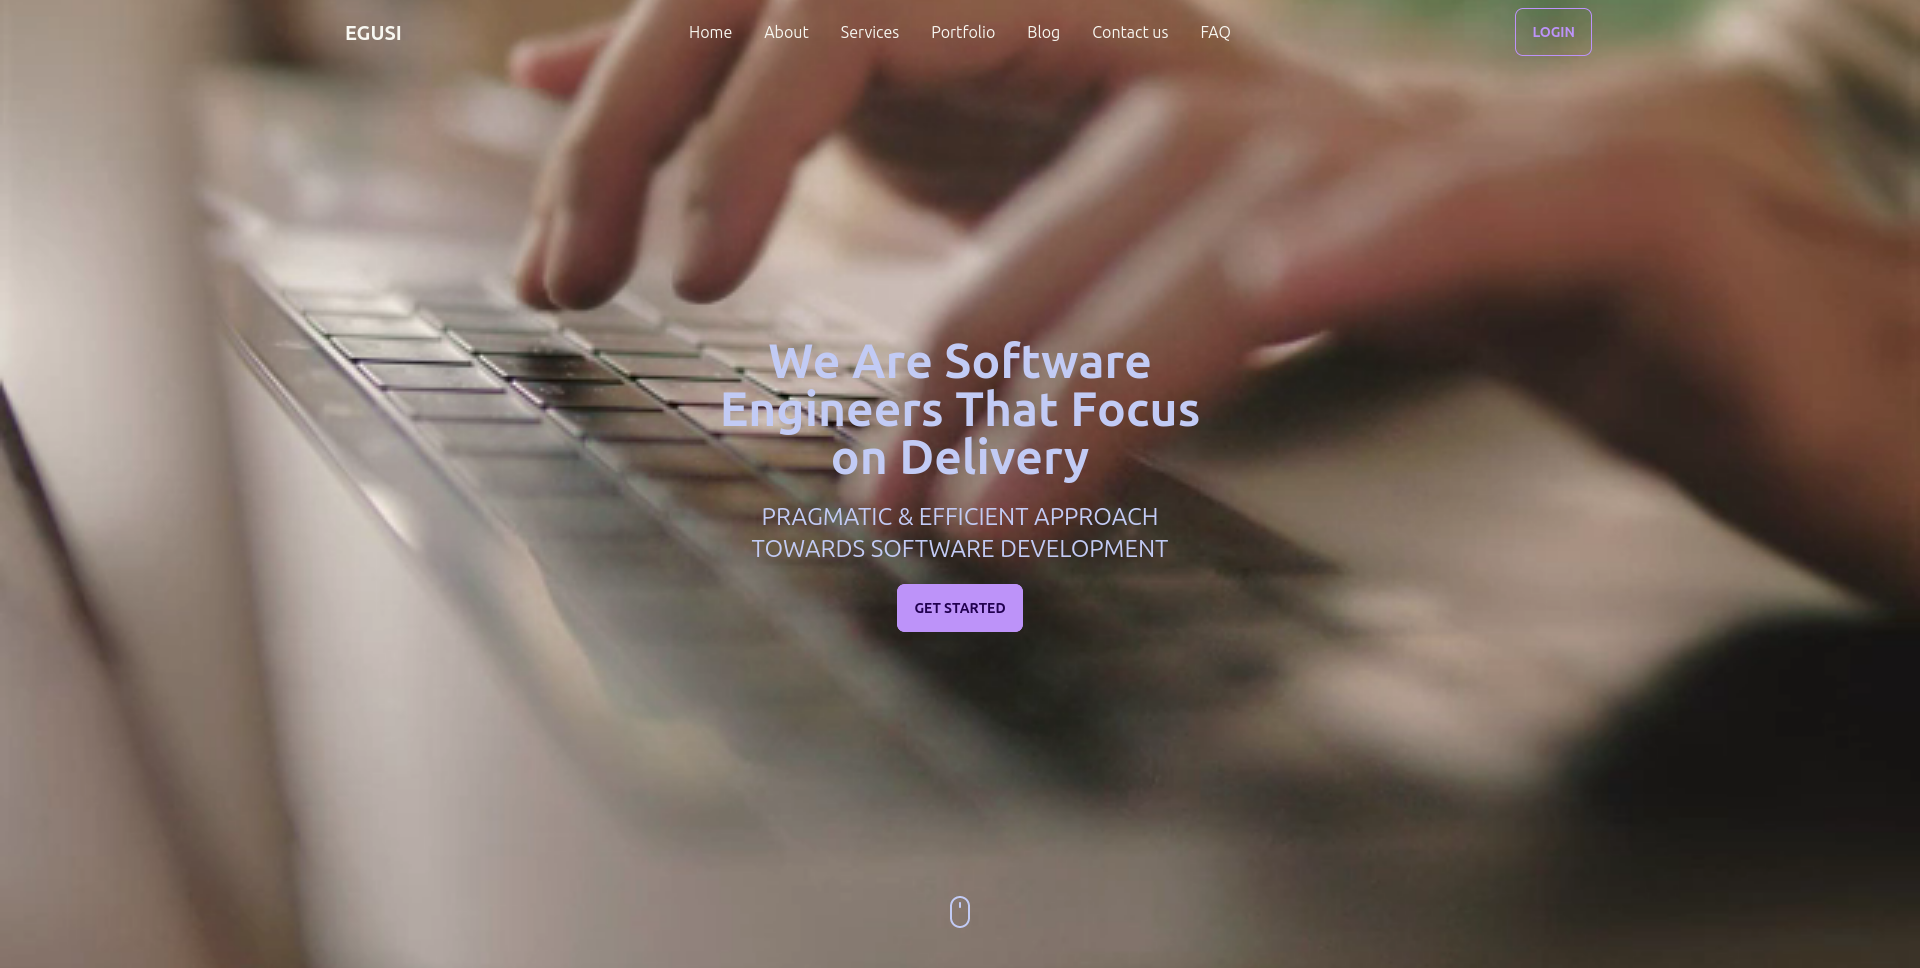 EGUSI
Home About Services Portfolio Blog Contact us FAQ
LOGIN
We Are Software
Engineers That Focus
on Delivery
PRAGMATIC & EFFICIENT APPROACH
TOWARDS SOFTWARE DEVELOPMENT
GET STARTED